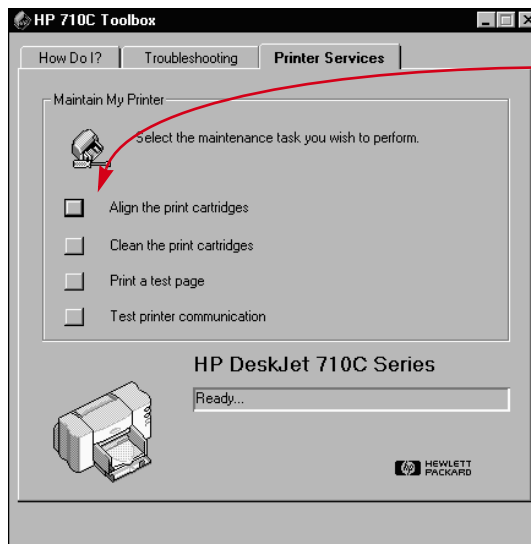 HP 710C Toolbox
How Do I? Troubleshooting Printer Services
Maintain My Printer
Select the maintenance task you wish to perform.
Align the print cartridges
Clean the print cartridges
Print a test page
Test printer communication
HP DeskJet 710C Series
Ready...
hp HEWLETT
PACKARD